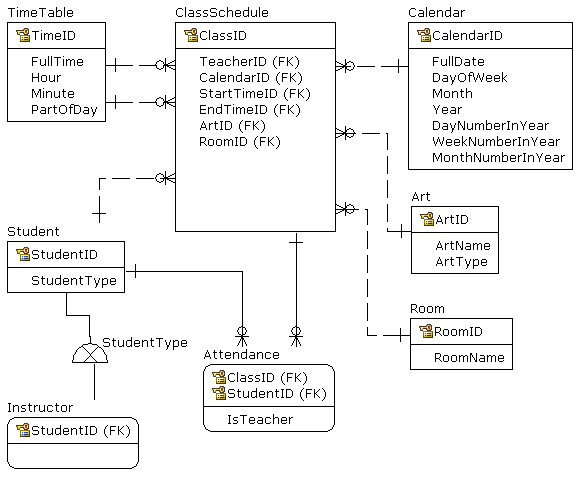 TimeTable
TimeID
FullTime
Hour
Minute
PartOfDay
ClassSchedule
ClassID
TeacherID (FK)
CalendarID (FK)
StartTimeID (FK)
EndTimeID (FK)
ArtID (FK)
RoomID (FK)
Calendar
CalendarID
FullDate
DayOfWeek
Month
Year
DayNumberInYear
WeekNumberInYear
MonthNumberInYear
Art
ArtID
ArtName
ArtType
Student
StudentID
StudentType
Room
RoomID
RoomName
StudentType
Attendance
ClassID (FK)
StudentID (FK)
IsTeacher
Instructor
StudentID (FK)